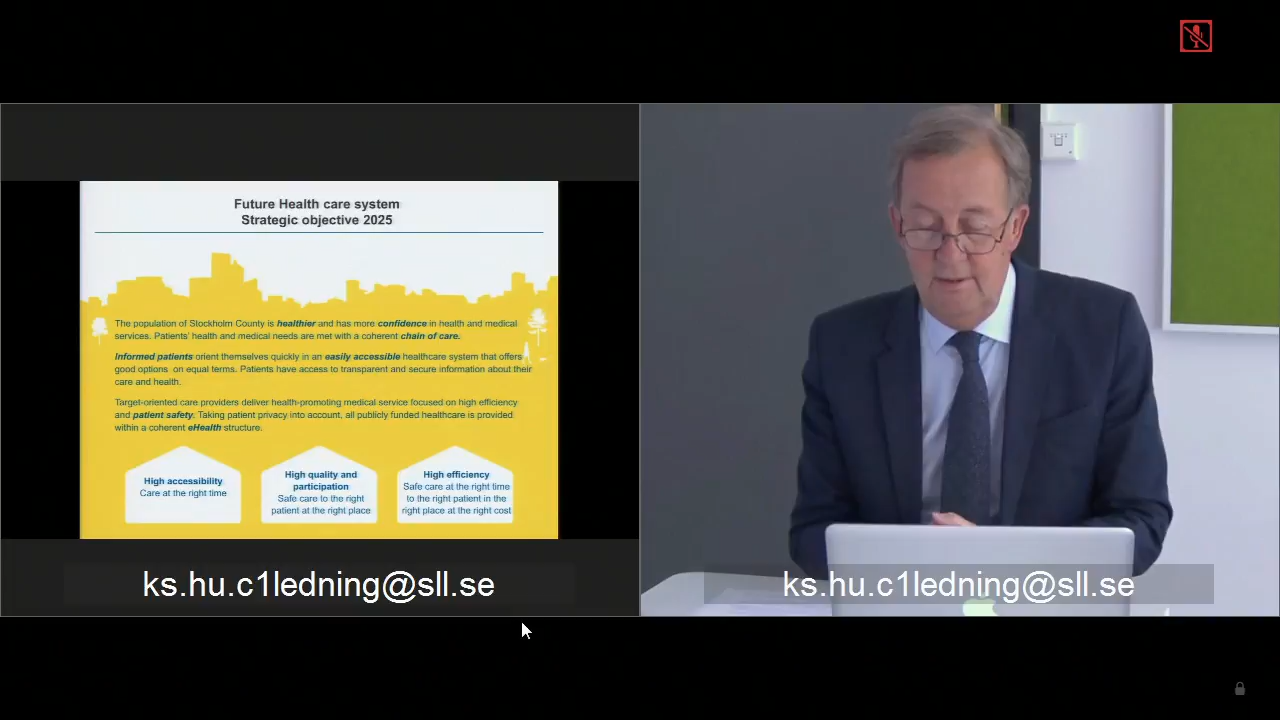 Future Health care system
Strategic objective 2025
The population of Stockholm County is healthier and has more confidence in health and medical
services. Patients' health and medical needs are met with a coherent chain of care.
Informed patients orient themselves quickly in an easily accessible healthcare system that offers
good options on equal terms. Patients have access to transparent and secure information about their
care and health.
Target-oriented care providers deliver health-promoting medical service focused on high efficiency
and patient safety. Taking patient privacy into account, all publicly funded healthcare is provided
within a coherent eHealth structure.
High accessibility
Care at the right time
High quality and
participation
Safe care to the right
patient at the right place
High efficiency
Safe care at the right time
to the right patient in the
right place at the right cost
ks.hu.c1ledning@sll.se
ks.hu.c1ledning@sll.se